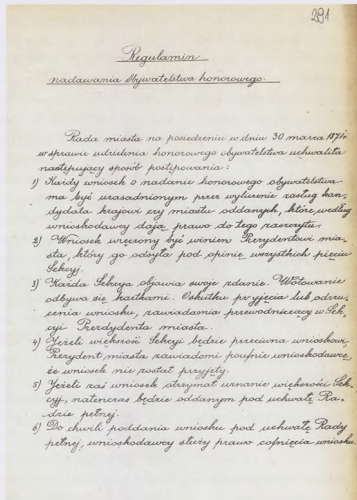 291
Regulamin
nadawania Obywatelstwa honorowego.
Rada miasta na posiedzeniu w dniu 30 marca 1871 r.
w sprawie udzielenia honorowego obywatelstwa uchwaliła
następujący sposób postępowania:
1) Każdy wniosek o nadanie honorowego obywatelstwa
ma być uzasadnionym przez wyliczenie zasług kan-
dydata krajowi czy miastu oddanych, które, według
wnioskodawcy dają prawo do tego zaszczytu.
2) Wniosek wręczony być winien Prezydentowi mia-
sta, który go odsyła pod opinię wszystkich pięciu
Sekcyj.
3) Każda Sekcya objawia swoje zdanie. Wotowanie
odbywa się kartkami. O skutku przyjęcia lub odrzu-
cenia wniosku, zawiadamia przewodniczący w Sek-
cyi Prezydenta miasta.
4) Jeżeli większość Sekcyi będzie przeciwna wnioskowi,
Prezydent miasta zawiadomi poufnie wnioskodawcę,
że wniosek nie został przyjęty.
5) Jeżeli zaś wniosek otrzymał uznanie większości Sek-
cyj, natenczas będzie oddanym pod uchwałę Ra-
dzie pełnej.
6) Do chwili poddania wniosku pod uchwałę Rady
pełnej, wnioskodawcy służy prawo cofnięcia wniosku.